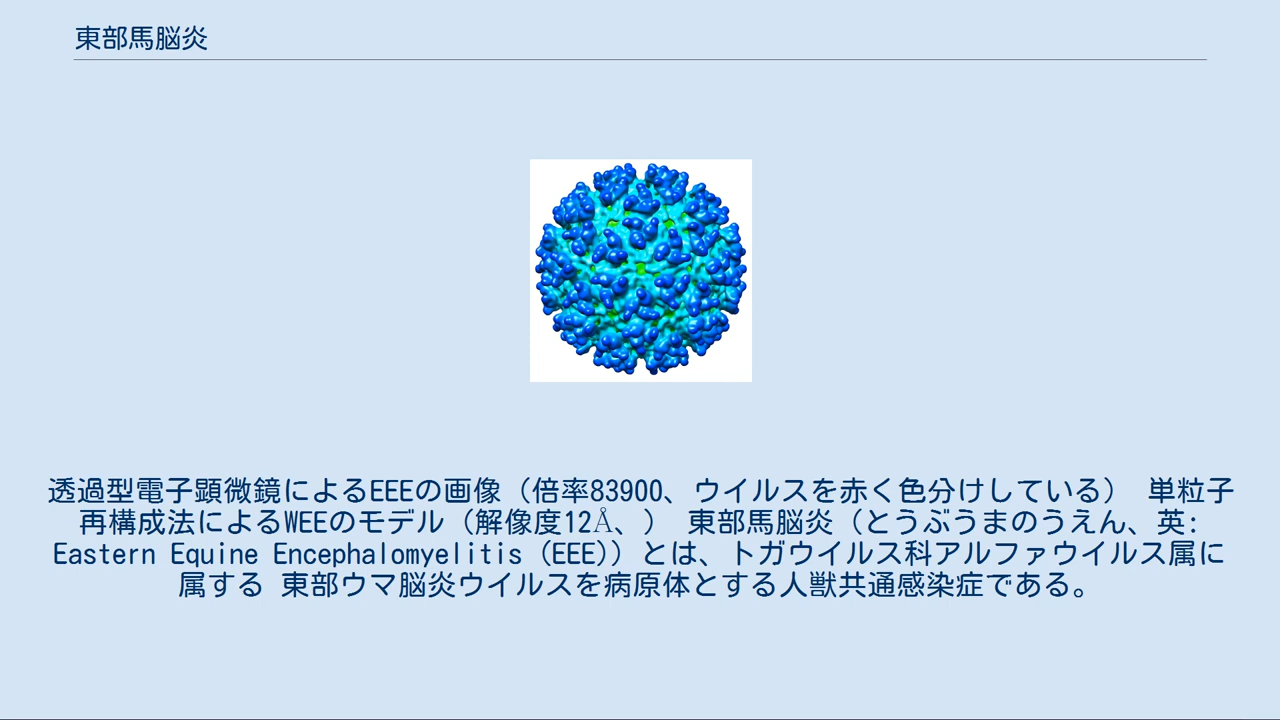 東部馬脳炎
透過型電子顕微鏡によるEEEの画像（倍率83900、ウイルスを赤く色分けしている） 単粒子
再構成法によるWEEのモデル（解像度12Å、） 東部馬脳炎（とうぶうまのうえん、英:
Eastern Equine Encephalomyelitis（EEE)）とは、トガウイルス科アルファウイルス属に
属する 東部ウマ脳炎ウイルスを病原体とする人獣共通感染症である。